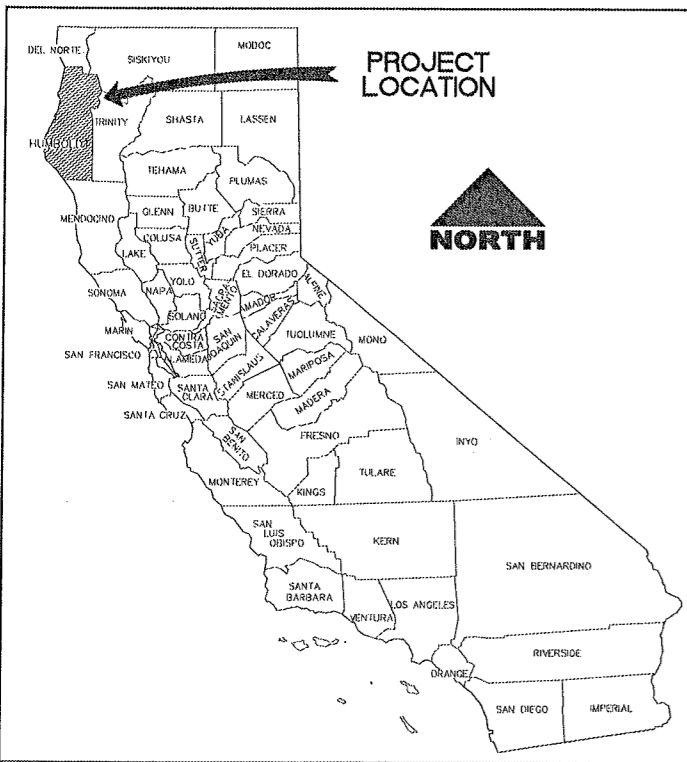 DEL NORTE
SISKIYOU
MODOC
PROJECT
LOCATION
HUMBOLDT
TRINITY
SHASTA
LASSEN
TEHAMA
PLUMAS
MENDOCINO
GLENN
BUTTE
SIERRA
NEVADA
COLUSA
SUTTER
YUBA
PLACER
NORTH
LAKE
EL DORADO
ALPINE
SONOMA
NAPA
YOLO
SACRA-
MENTO
AMADOR
SOLANO
CALAVERAS
MARIN
CONTRA
COSTA
SAN
JOAQUIN
TUOLUMNE
MONO
SAN FRANCISCO
ALAMEDA
STANISLAUS
MARIPOSA
SAN MATEO
SANTA
CLARA
MERCED
MADERA
SANTA CRUZ
SAN
BENITO
FRESNO
INYO
MONTEREY
KINGS
TULARE
SAN
LUIS
OBISPO
KERN
SAN BERNARDINO
SANTA
BARBARA
VENTURA
LOS ANGELES
ORANGE
RIVERSIDE
SAN DIEGO
IMPERIAL